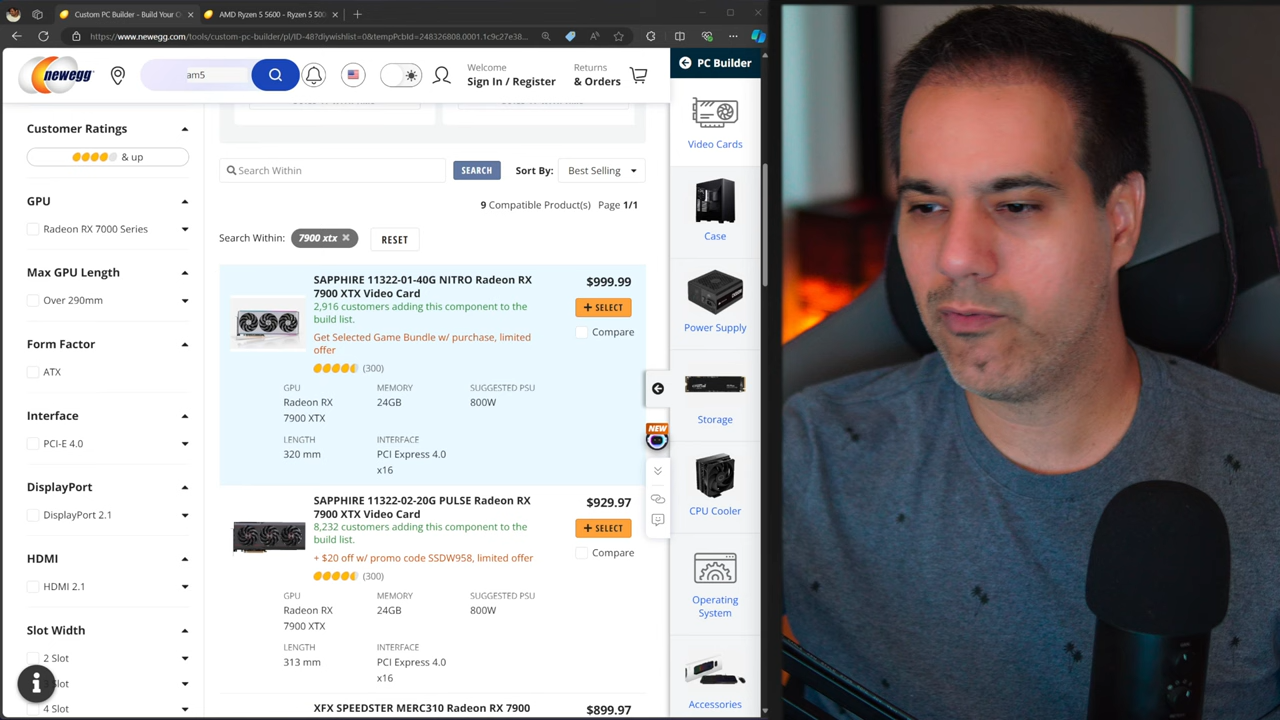 Custom PC Builder - Build Your C
AMD Ryzen 5 5600 - Ryzen 5 500
https://www.newegg.com/tools/custom-pc-builder/pl/ID-48?diywishlist=0&tempPcbId=248326808.0001.1c9c27e38...
newegg
am5
Welcome
Sign In / Register
Returns
& Orders
PC Builder
Customer Ratings
& up
GPU
Radeon RX 7000 Series
Max GPU Length
Over 290mm
Form Factor
ATX
Interface
PCI-E 4.0
DisplayPort
DisplayPort 2.1
HDMI
HDMI 2.1
Slot Width
2 Slot
3 Slot
4 Slot
Search Within
SEARCH
Sort By:
Best Selling
9 Compatible Product(s) Page 1/1
Search Within:
7900 xtx
RESET
SAPPHIRE 11322-01-40G NITRO Radeon RX
7900 XTX Video Card
2,916 customers adding this component to the
build list.
Get Selected Game Bundle w/ purchase, limited
offer
(300)
$999.99
+ SELECT
Compare
GPU
Radeon RX
7900 XTX
MEMORY
24GB
SUGGESTED PSU
800W
LENGTH
320 mm
INTERFACE
PCI Express 4.0
x16
SAPPHIRE 11322-02-20G PULSE Radeon RX
7900 XTX Video Card
8,232 customers adding this component to the
build list.
+ $20 off w/ promo code SSDW958, limited offer
(300)
$929.97
+ SELECT
Compare
GPU
Radeon RX
7900 XTX
MEMORY
24GB
SUGGESTED PSU
800W
LENGTH
313 mm
INTERFACE
PCI Express 4.0
x16
XFX SPEEDSTER MERC310 Radeon RX 7900
$899.97
NEW
Video Cards
Case
Power Supply
Storage
CPU Cooler
Operating
System
Accessories